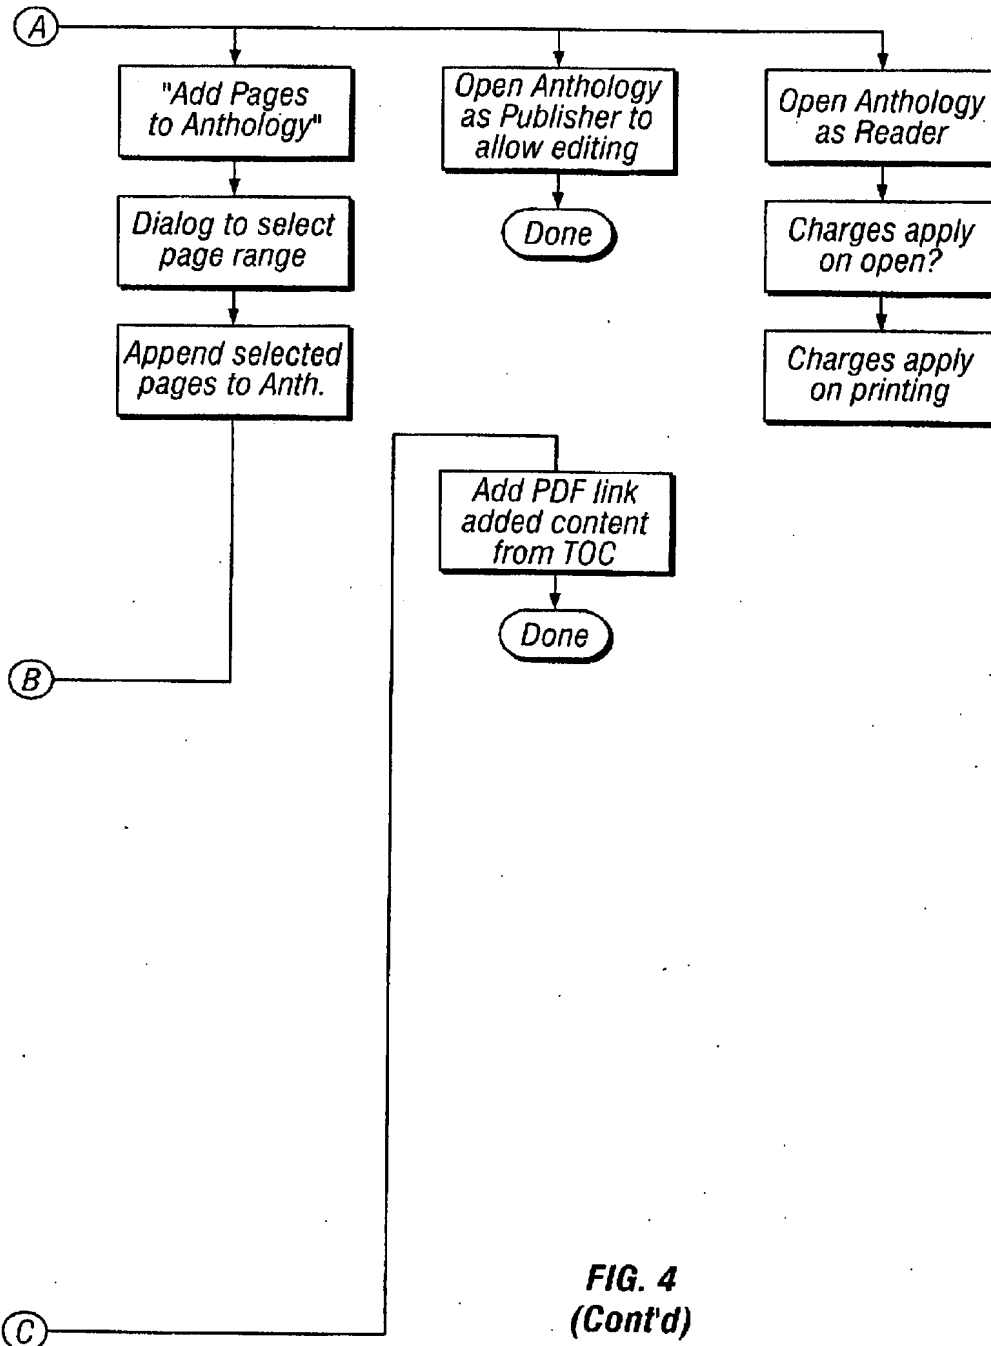 A
"Add Pages
to Anthology"
Dialog to select
page range
Append selected
pages to Anth.
Open Anthology
as Publisher to
allow editing
Done
Open Anthology
as Reader
Charges apply
on open?
Charges apply
on printing
Add PDF link
added content
from TOC
Done
B
C
FIG. 4
(Cont'd)